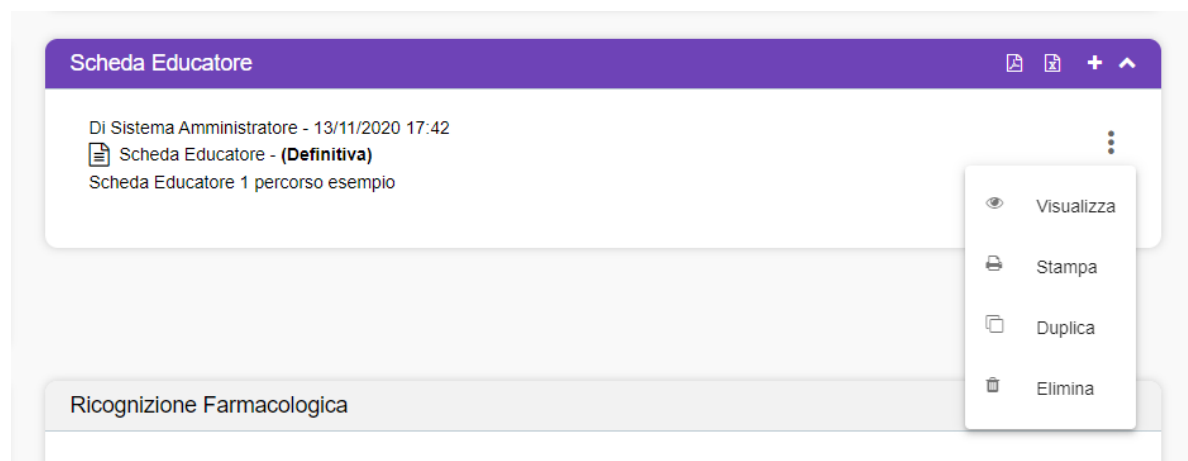 Scheda Educatore
Di Sistema Amministratore - 13/11/2020 17:42
Scheda Educatore - (Definitiva)
Scheda Educatore 1 percorso esempio
Visualizza
Stampa
Duplica
Elimina
Ricognizione Farmacologica